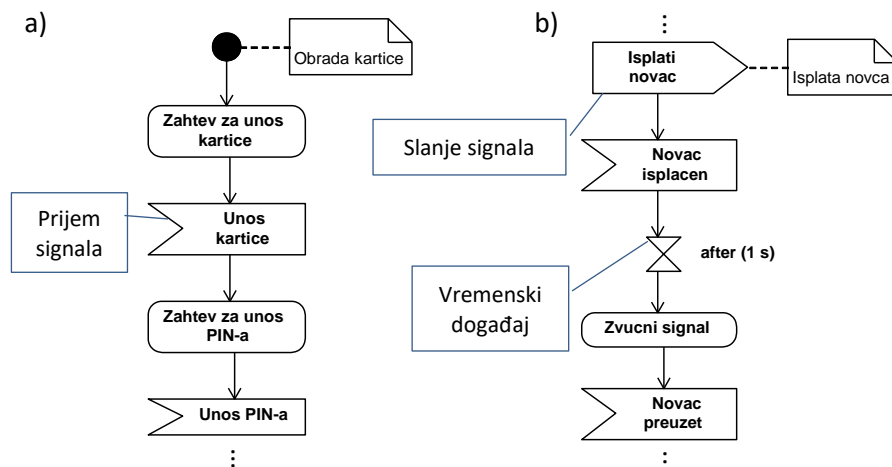 a)
Obrada kartice
Zahtev za unos
kartice
Prijem
signala
Unos
kartice
Zahtev za unos
PIN-a
Unos PIN-a
b)
Isplati
novac
Isplata novca
Slanje signala
Novac
isplacen
after (1 s)
Vremenski
događaj
Zvucni signal
Novac
preuzet